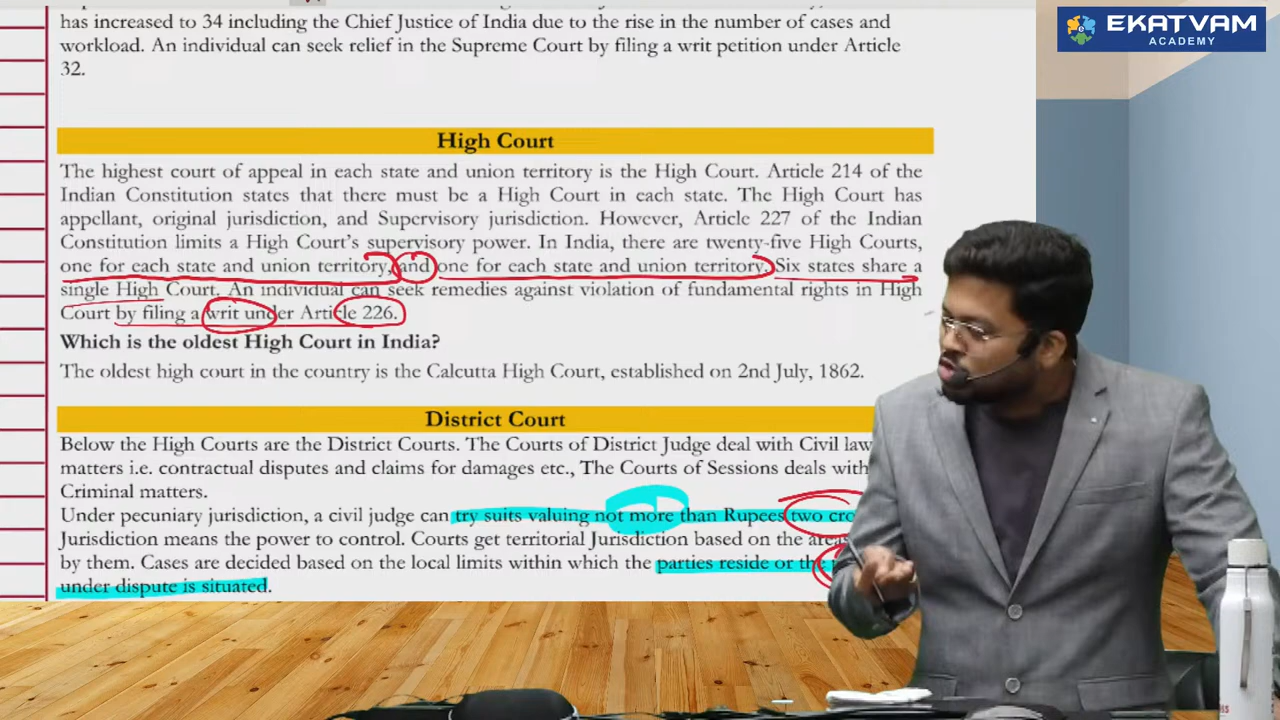 has increased to 34 including the Chief Justice of India due to the rise in the number of cases and
workload. An individual can seek relief in the Supreme Court by filing a writ petition under Article
32.
EKATVAM
ACADEMY
High Court
The highest court of appeal in each state and union territory is the High Court. Article 214 of the
Indian Constitution states that there must be a High Court in each state. The High Court has
appellant, original jurisdiction, and Supervisory jurisdiction. However, Article 227 of the Indian
Constitution limits a High Court's supervisory power. In India, there are twenty-five High Courts,
one for each state and union territory, and one for each state and union territory. Six states share a
single High Court. An individual can seek remedies against violation of fundamental rights in High
Court by filing a writ under Article 226.
Which is the oldest High Court in India?
The oldest high court in the country is the Calcutta High Court, established on 2nd July, 1862.
District Court
Below the High Courts are the District Courts. The Courts of District Judge deal with Civil law
matters i.e. contractual disputes and claims for damages etc., The Courts of Sessions deals with
Criminal matters.
Under pecuniary jurisdiction, a civil judge can try suits valuing not more than Rupees two
Jurisdiction means the power to control. Courts get territorial Jurisdiction based on the areas
by them. Cases are decided based on the local limits within which the parties reside or the
under dispute is situated.